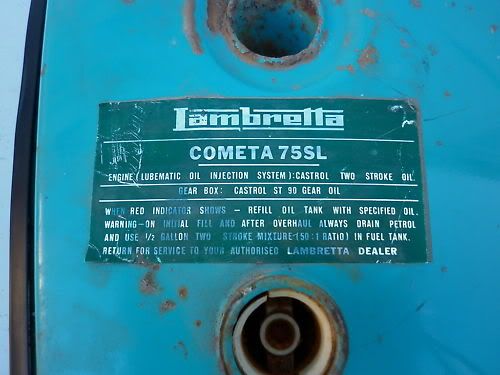 Lambretta
COMETA 75SL
ENGINE (LUBEMATIC OIL INJECTION SYSTEM):CASTROL TWO STROKE OIL.
GEAR BOX: CASTROL ST 90 GEAR OIL
WHEN RED INDICATOR SHOWS – REFILL OIL TANK WITH SPECIFIED OIL.
WARNING–ON INITIAL FILL AND AFTER OVERHAUL ALWAYS DRAIN PETROL
AND USE ½ GALLON TWO STROKE MIXTURE (50:1 RATIO) IN FUEL TANK.
RETURN FOR SERVICE TO YOUR AUTHORISED LAMBRETTA DEALER